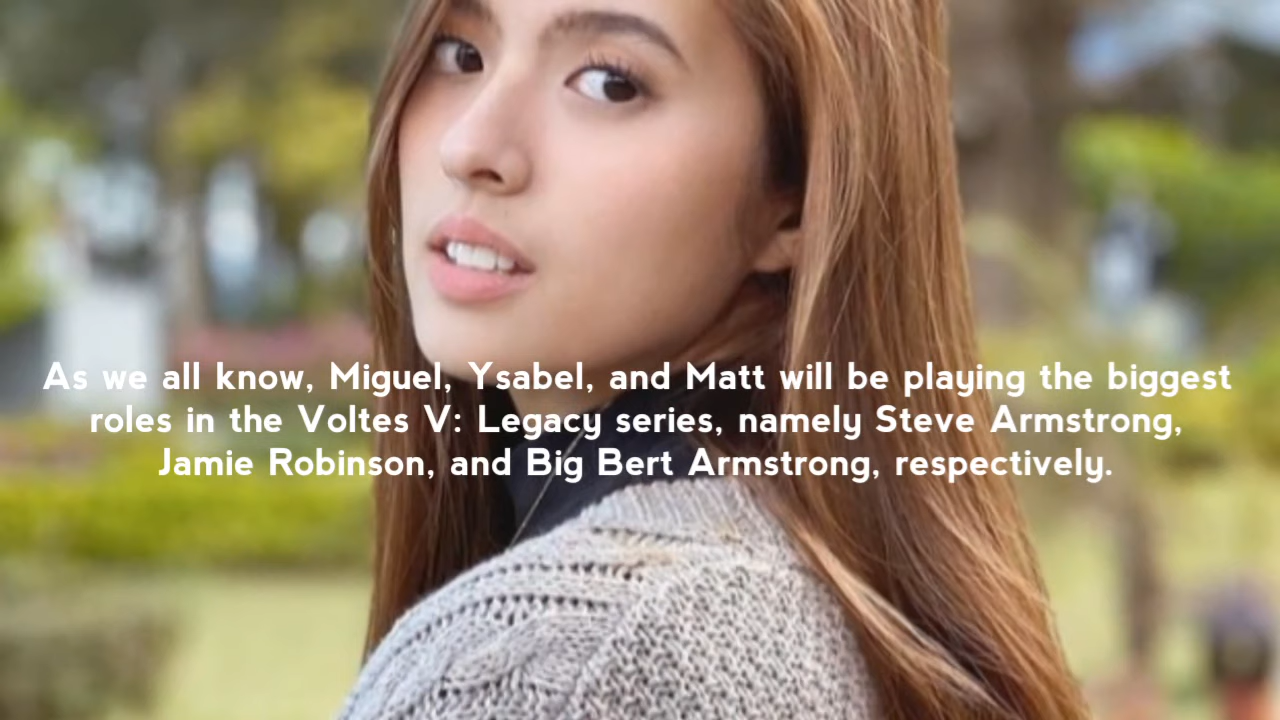 As we all know, Miguel, Ysabel, and Matt will be playing the biggest
roles in the Voltes V: Legacy series, namely Steve Armstrong,
Jamie Robinson, and Big Bert Armstrong, respectively.